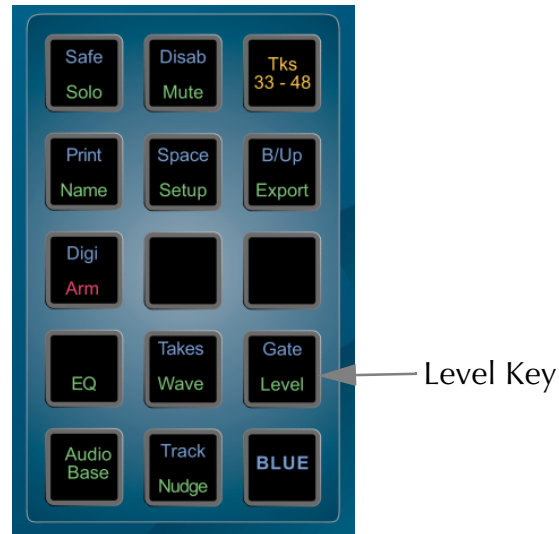 Safe
Solo
Disab
Mute
Tks
33 - 48
Print
Name
Space
Setup
B/Up
Export
Digi
Arm
EQ
Takes
Wave
Gate
Level
Level Key
Audio
Base
Track
Nudge
BLUE